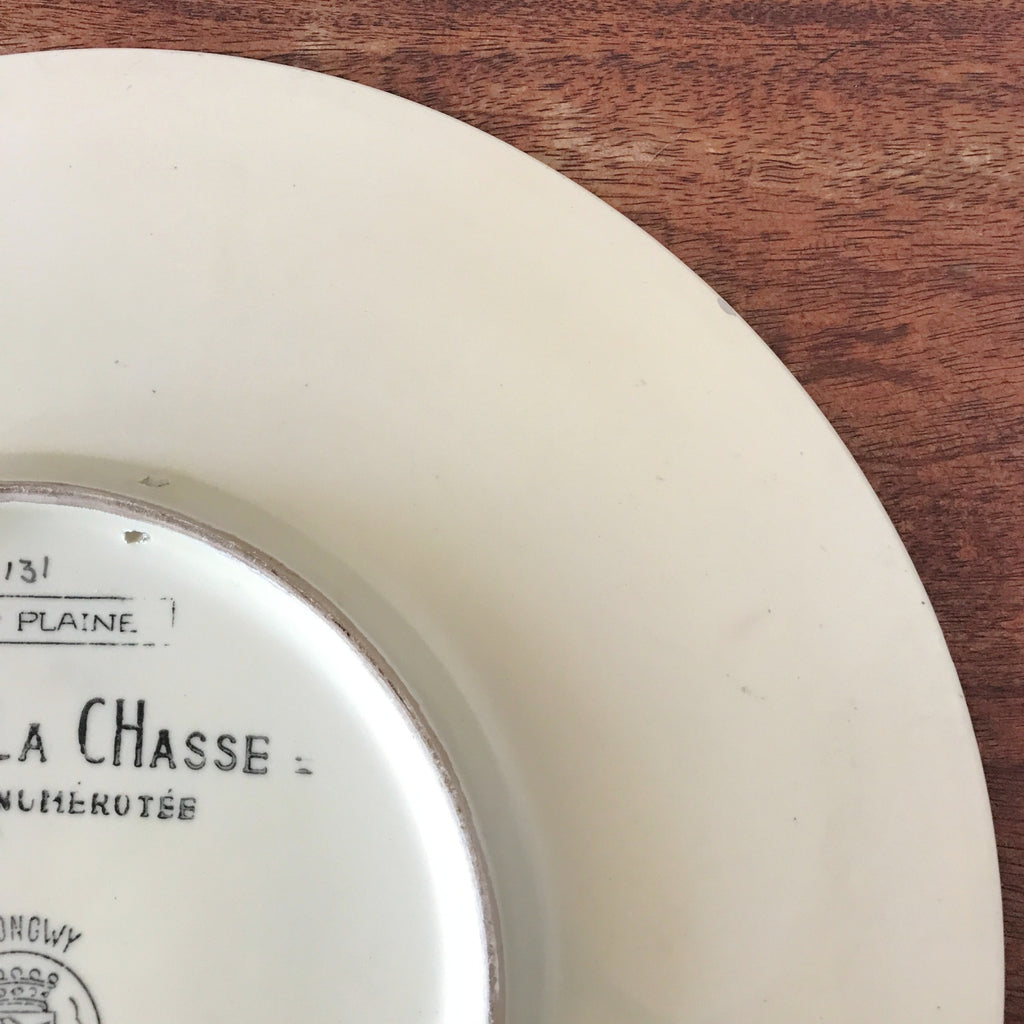 131
PLAINE
LA CHASSE -
NUMÉROTÉE
ONGWY